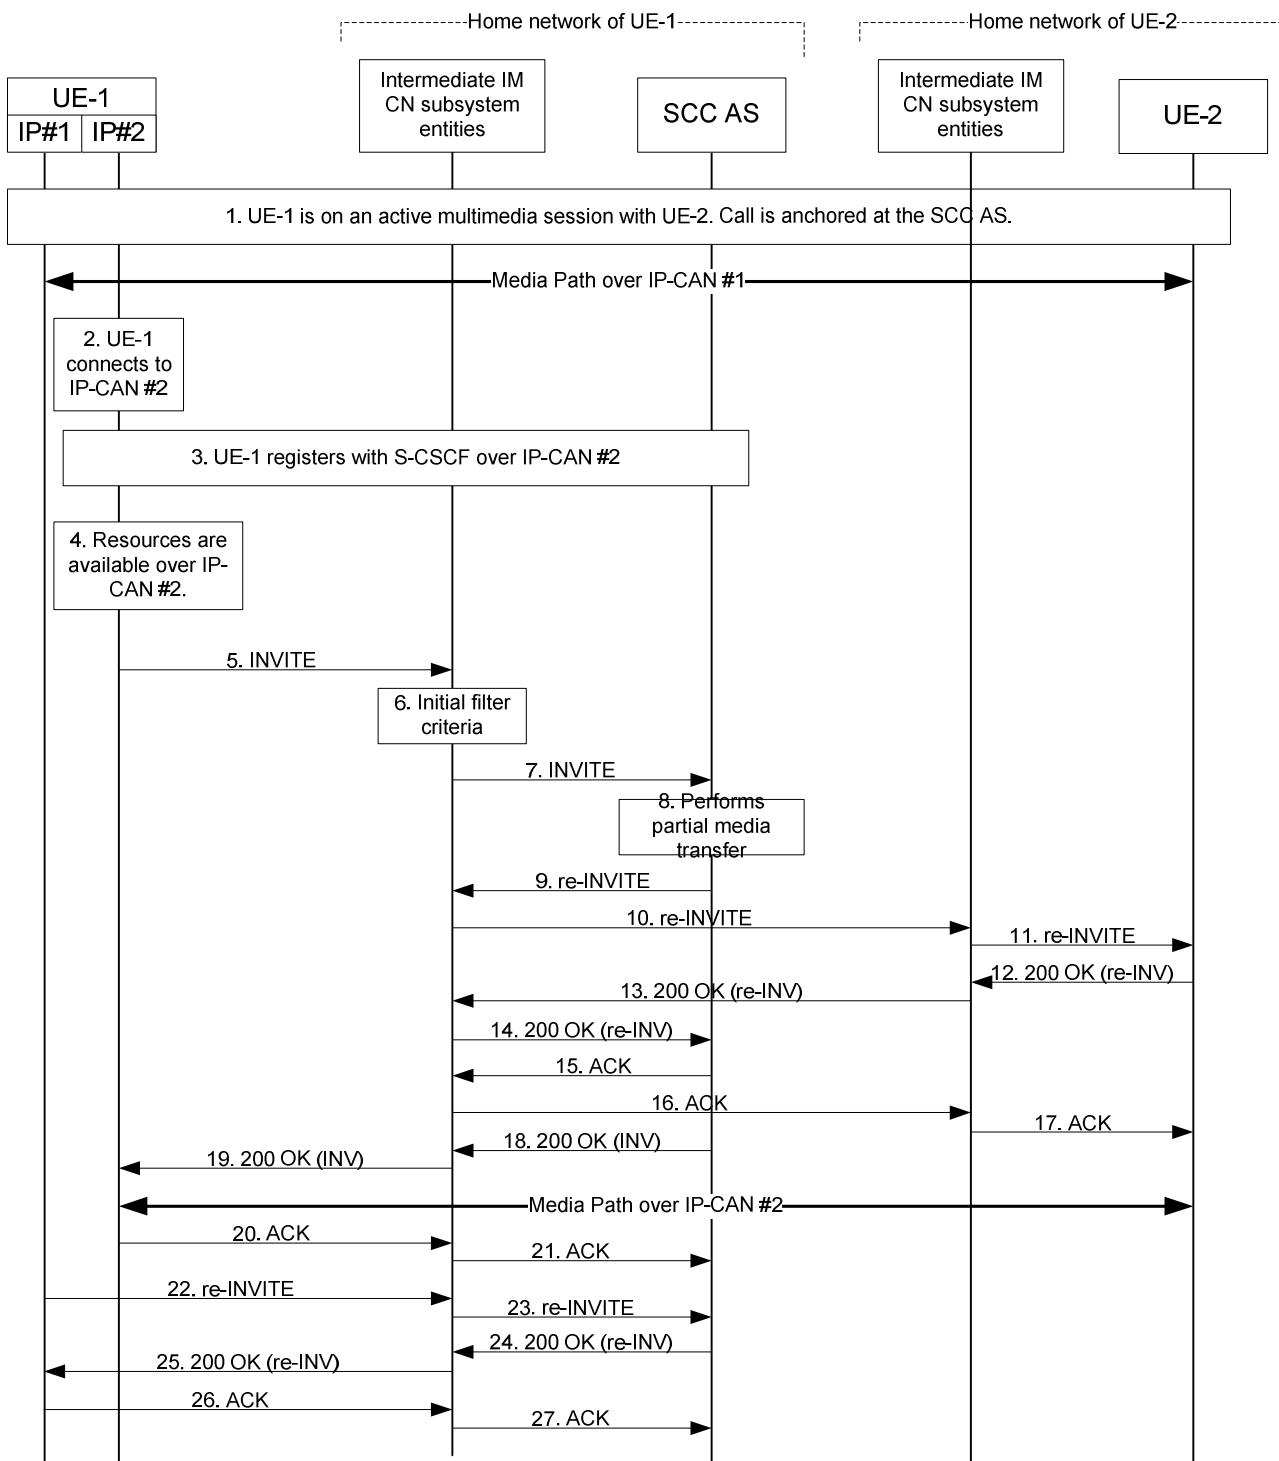 Home network of UE-1
Home network of UE-2
UE-1
IP#1 IP#2
Intermediate IM
CN subsystem
entities
SCC AS
Intermediate IM
CN subsystem
entities
UE-2
1. UE-1 is on an active multimedia session with UE-2. Call is anchored at the SCC AS.
Media Path over IP-CAN #1
2. UE-1
connects to
IP-CAN #2
3. UE-1 registers with S-CSCF over IP-CAN #2
4. Resources are
available over IP-
CAN #2.
5. INVITE
6. Initial filter
criteria
7. INVITE
8. Performs
partial media
transfer
9. re-INVITE
10. re-INVITE
11. re-INVITE
12. 200 OK (re-INV)
13. 200 OK (re-INV)
14. 200 OK (re-INV)
15. ACK
16. ACK
17. ACK
18. 200 OK (INV)
19. 200 OK (INV)
Media Path over IP-CAN #2
20. ACK
21. ACK
22. re-INVITE
23. re-INVITE
24. 200 OK (re-INV)
25. 200 OK (re-INV)
26. ACK
27. ACK